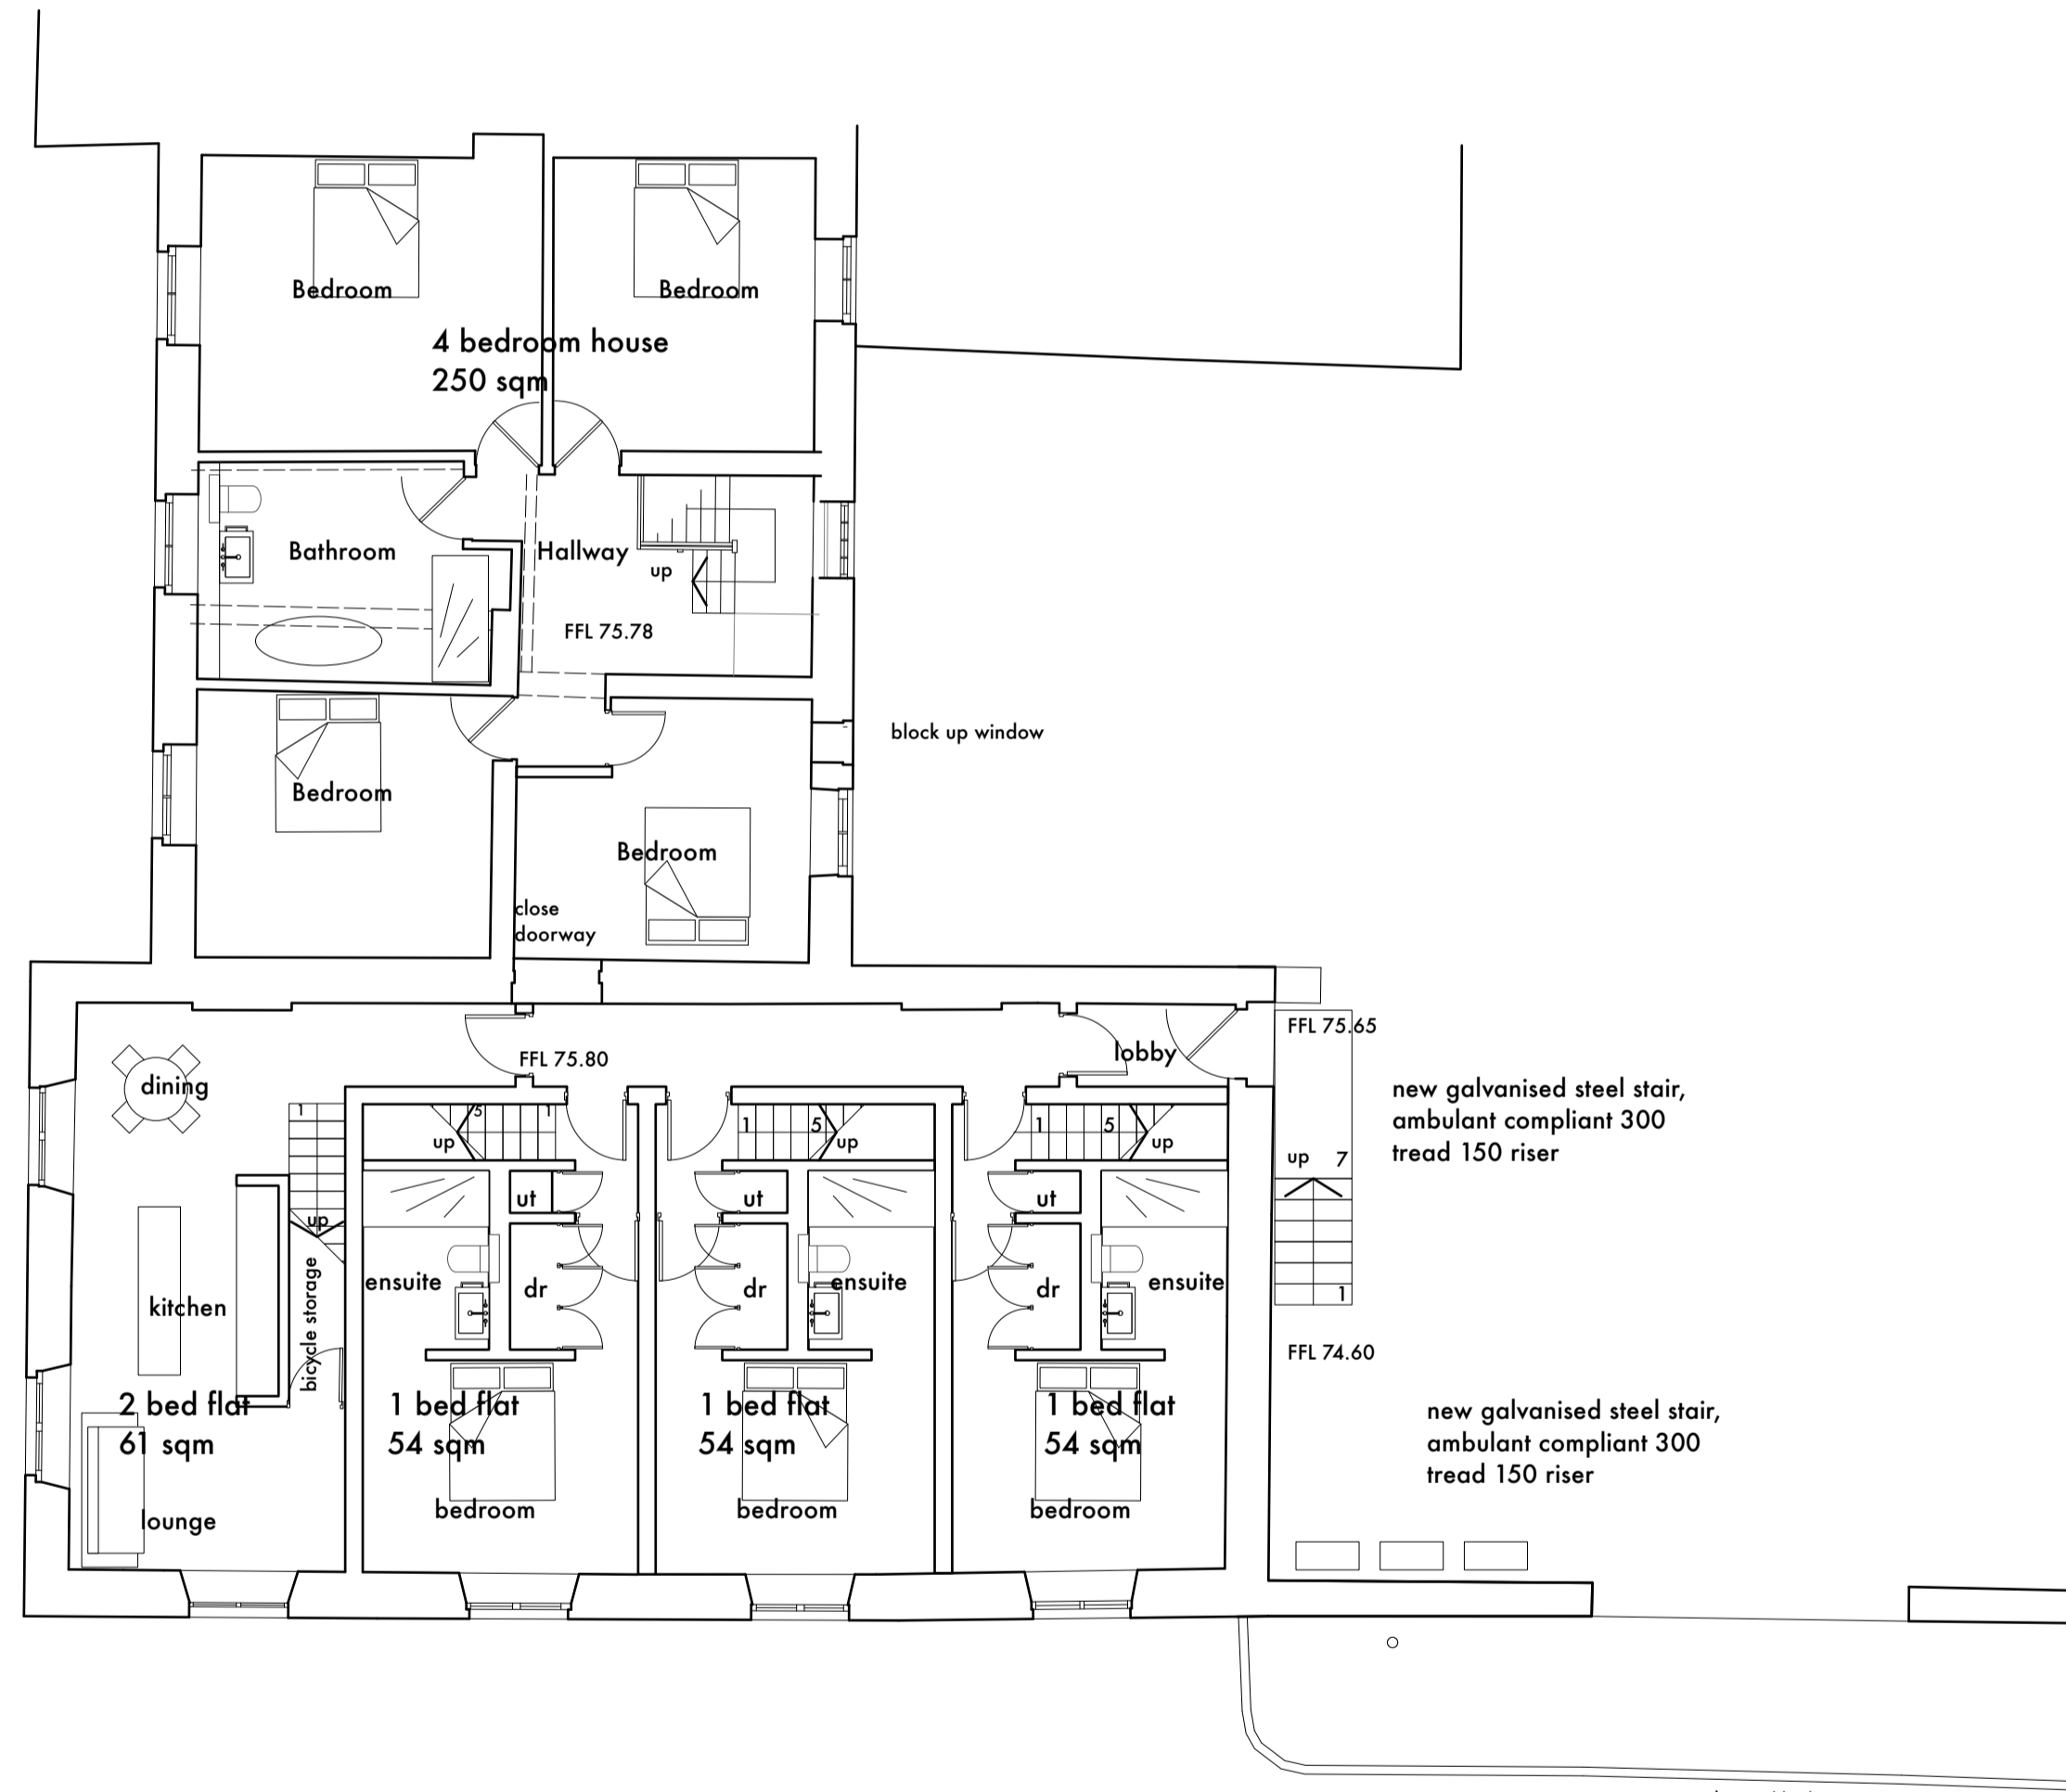 Bedroom
Bedroom
4 bedroom house
250 sqm
Bathroom
Hallway
up
FFL 75.78
block up window
Bedroom
Bedroom
close
doorway
FFL 75.65
lobby
FFL 75.80
dining
new galvanised steel stair,
ambulant compliant 300
tread 150 riser
1
5
1
up
1
5
up
1
5
up
up
7
ut
ut
ut
up
ensuite
dr
dr
ensuite
dr
ensuite
1
kitchen
bicycle storage
FFL 74.60
2 bed flat
61 sqm
1 bed flat
54 sqm
1 bed flat
54 sqm
1 bed flat
54 sqm
new galvanised steel stair,
ambulant compliant 300
tread 150 riser
lounge
bedroom
bedroom
bedroom